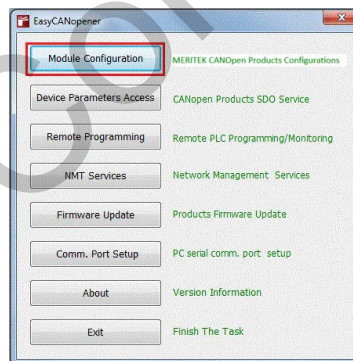 EasyCANopener
Module Configuration MERITEK CANOpen Products Configurations
Device Parameters Access CANopen Products SDO Service
Remote Programming Remote PLC Programming/Monitoring
NMT Services Network Management Services
Firmware Update Products Firmware Update
Comm. Port Setup PC serial comm. port setup
About Version Information
Exit Finish The Task